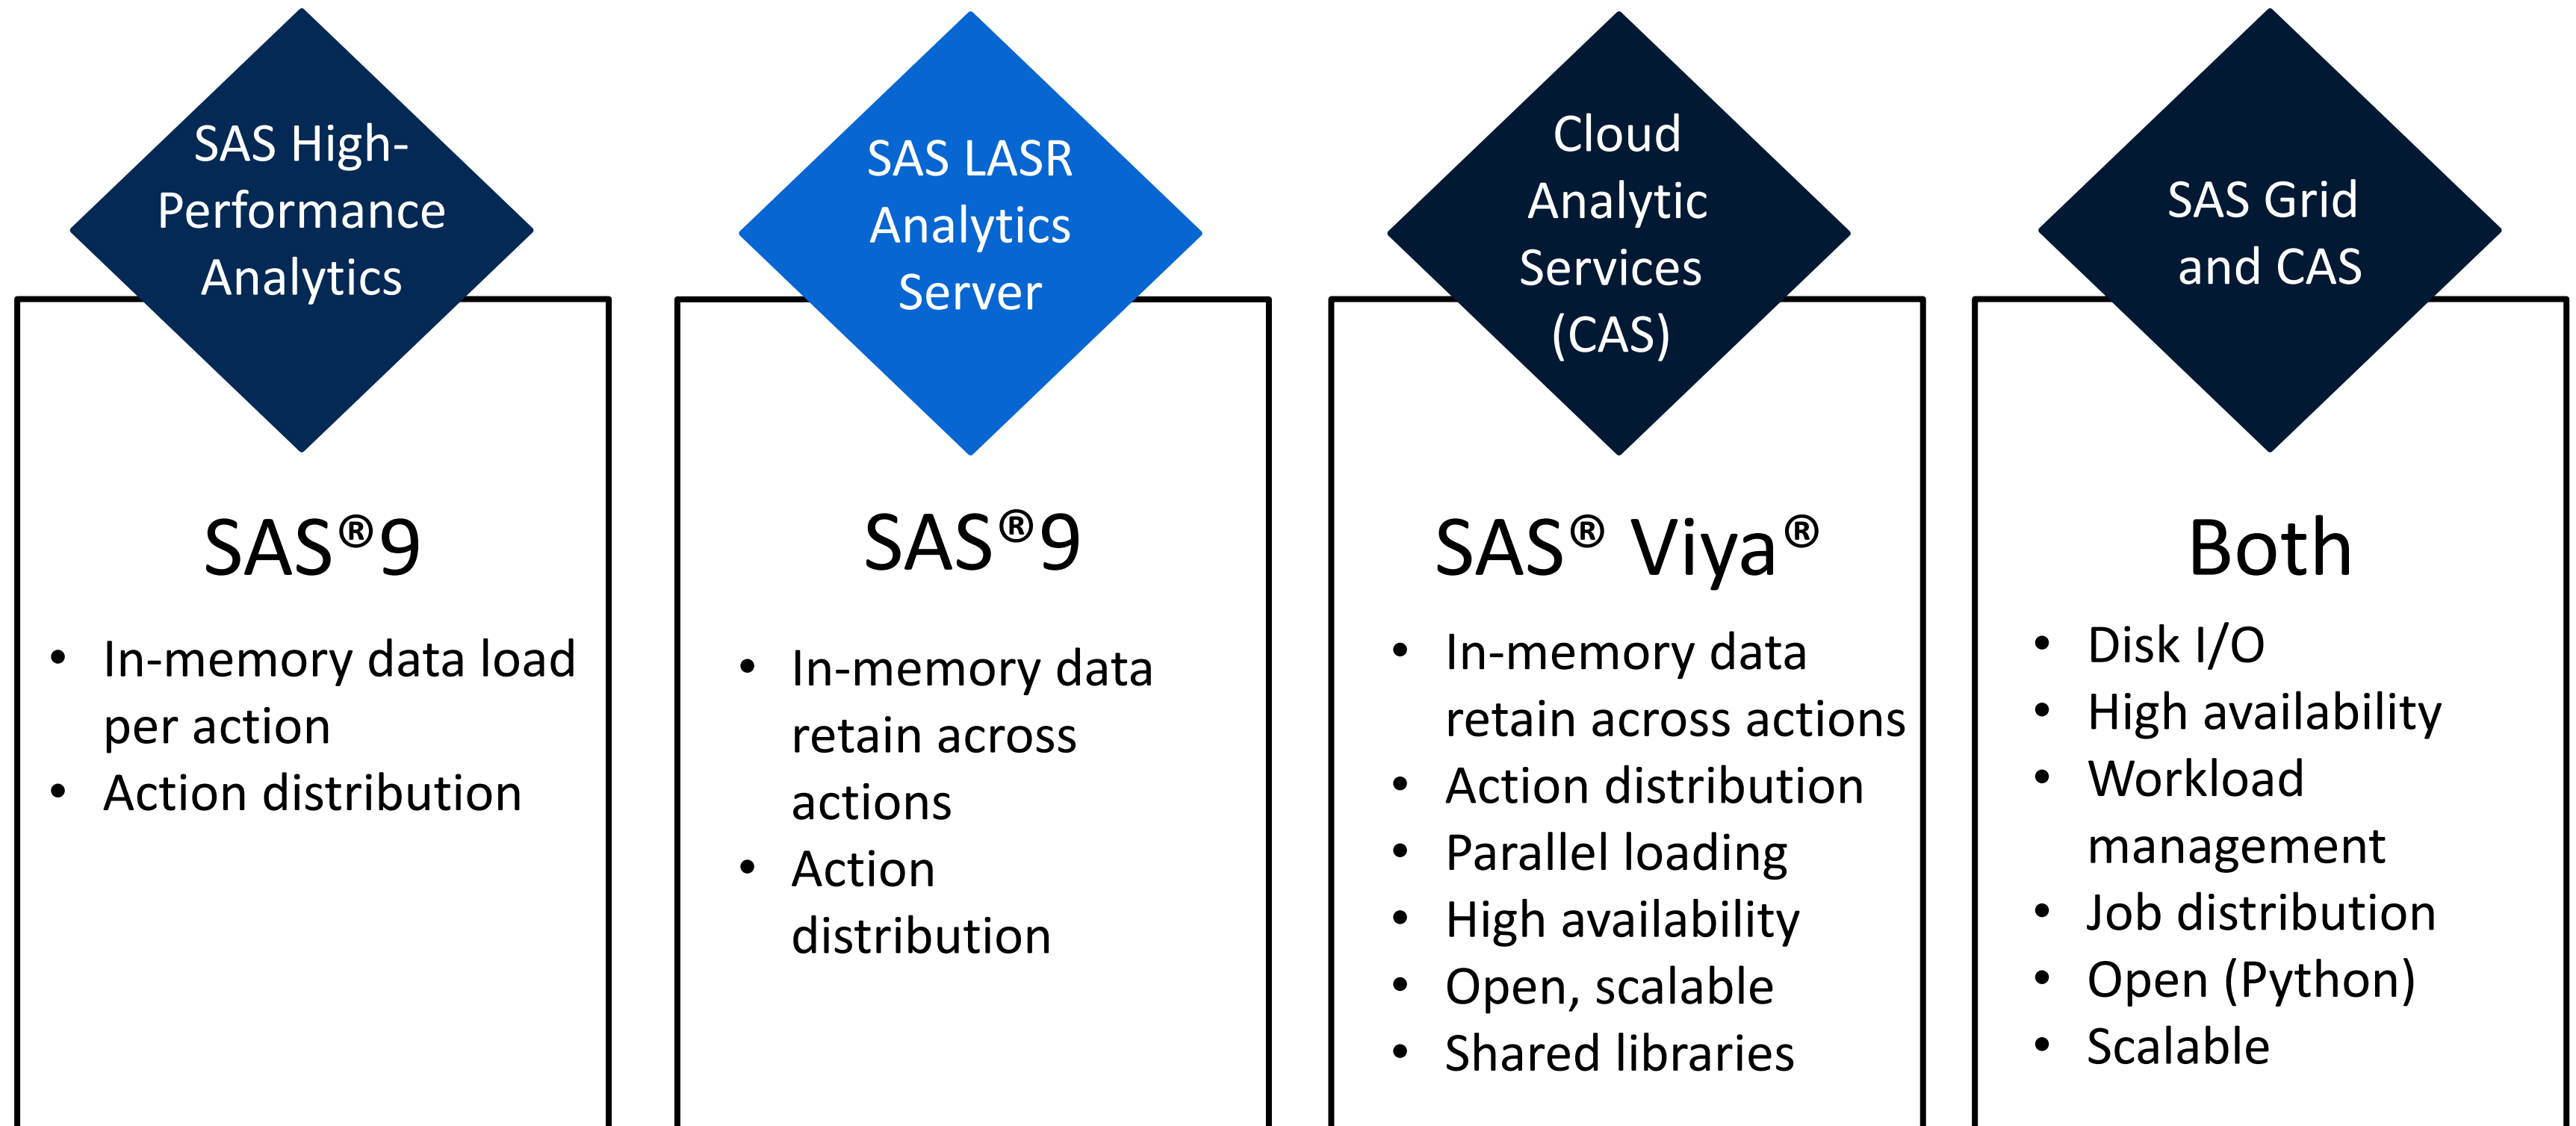 SAS High-
Performance
Analytics
SAS®9
• In-memory data load
per action
• Action distribution
SAS LASR
Analytics
Server
SAS®9
• In-memory data
retain across
actions
• Action
distribution
Cloud
Analytic
Services
(CAS)
SAS® Viya®
• In-memory data
retain across actions
• Action distribution
• Parallel loading
• High availability
• Open, scalable
• Shared libraries
SAS Grid
and CAS
Both
• Disk I/O
• High availability
• Workload
management
• Job distribution
• Open (Python)
• Scalable